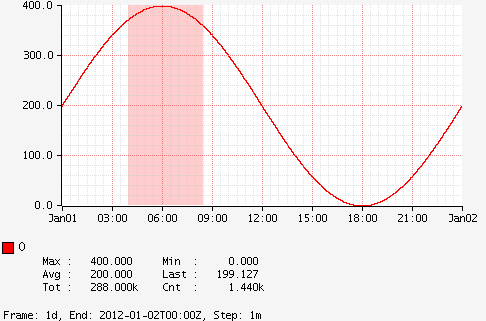 400.0
300.0
200.0
100.0
0.0
Jan01 03:00 06:00 09:00 12:00 15:00 18:00 21:00 Jan02
0
Max : 400.000 Min : 0.000
Avg : 200.000 Last : 199.127
Tot : 288.000k Cnt : 1.440k
Frame: 1d, End: 2012-01-02T00:00Z, Step: 1m